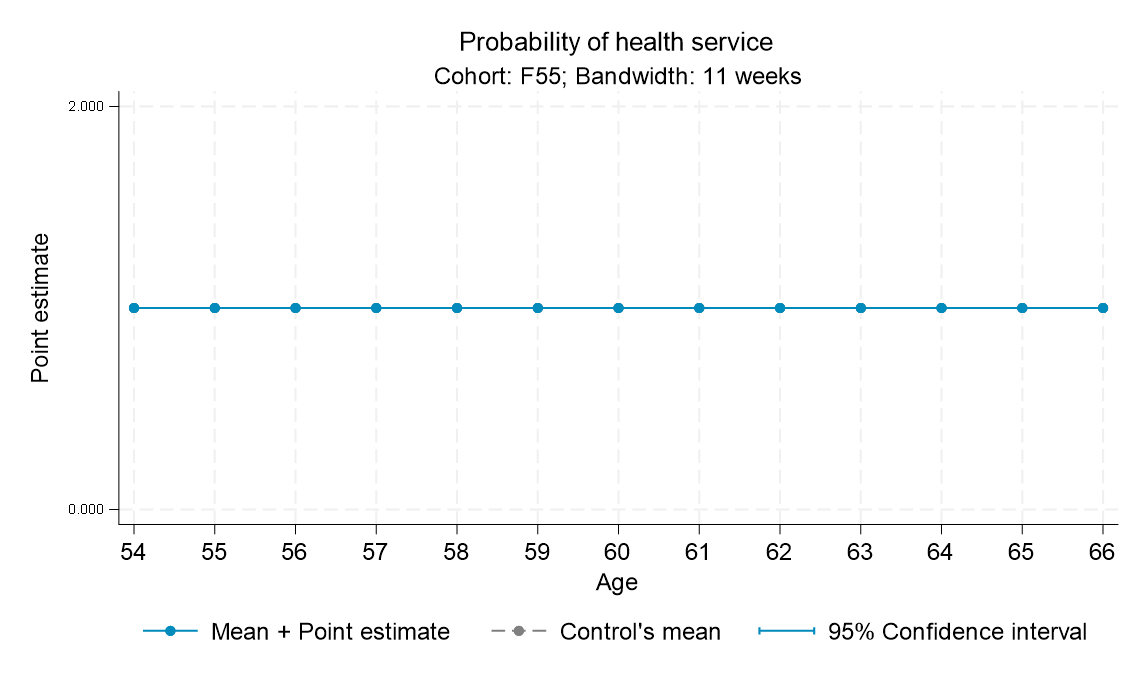 Probability of health service
Cohort: F55; Bandwidth: 11 weeks
2.000
Point estimate
0.000
54 55 56 57 58 59 60 61 62 63 64 65 66
Age
Mean + Point estimate Control's mean 95% Confidence interval